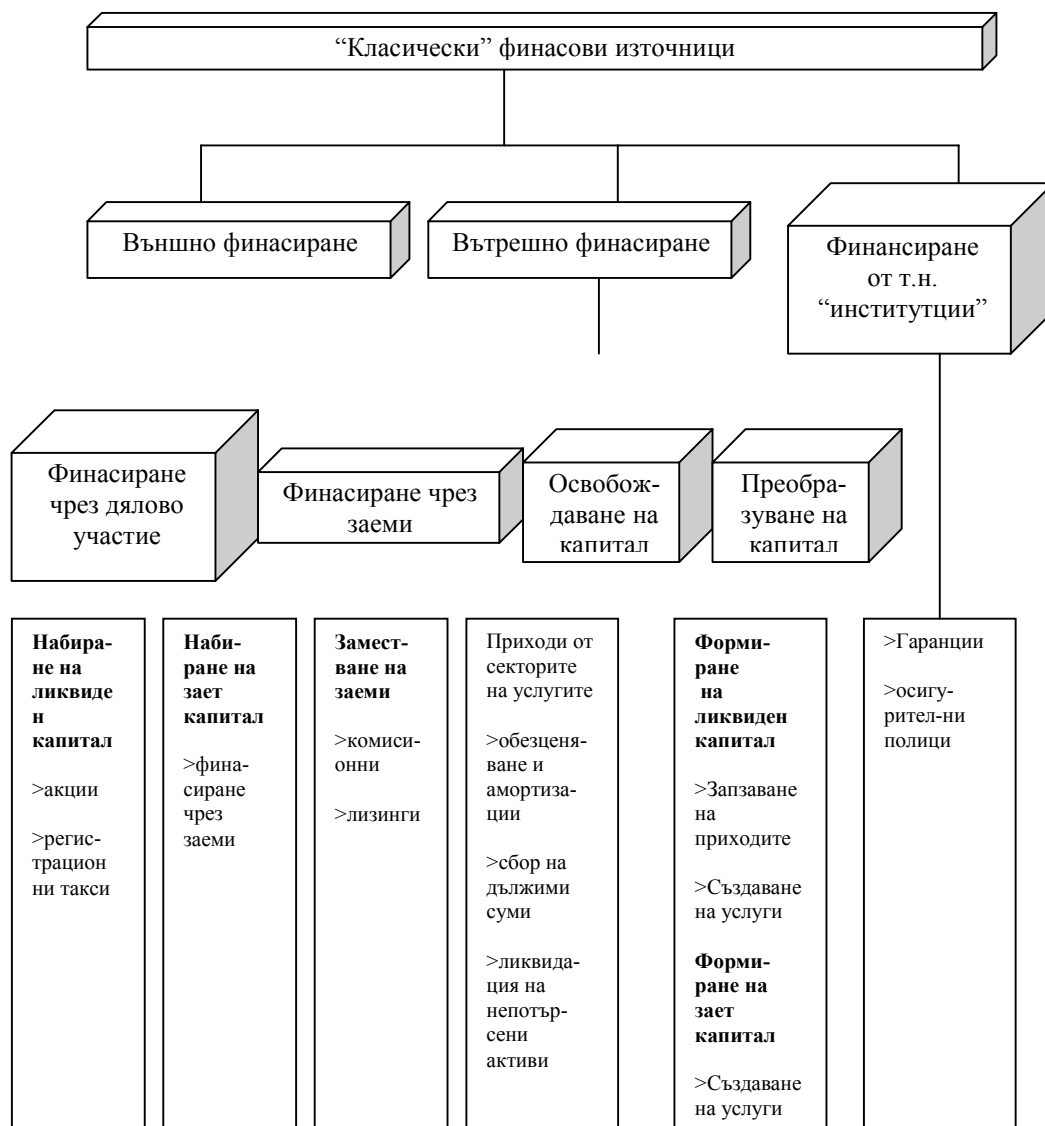 “Класически” финасови източници
Външно финасиране
Вътрешно финасиране
Финансиране
от т.н.
“институтции”
Финасиране
чрез дялово
участие
Финасиране чрез
заеми
Освобож-
даване на
капитал
Преобра-
зуване на
капитал
Набира-
не на
ликвиде
н
капитал
>акции
>регис-
трацион
ни такси
Наби-
ране на
зает
капитал
>фина-
сиране
чрез
заеми
Замест-
ване на
заеми
>комиси-
онни
>лизинги
Приходи от
секторите
на услугите
>обезценя-
ване и
амортиза-
ции
>сбор на
дължими
суми
>ликвида-
ция на
непотър-
сени
активи
Форми-
ране
на
ликвиден
капитал
>Запзаване
на
приходите
>Създаване
на услуги
Форми-
ране на
зает
капитал
>Създаване
на услуги
>Гаранции
>осигу-
рител-ни
полици